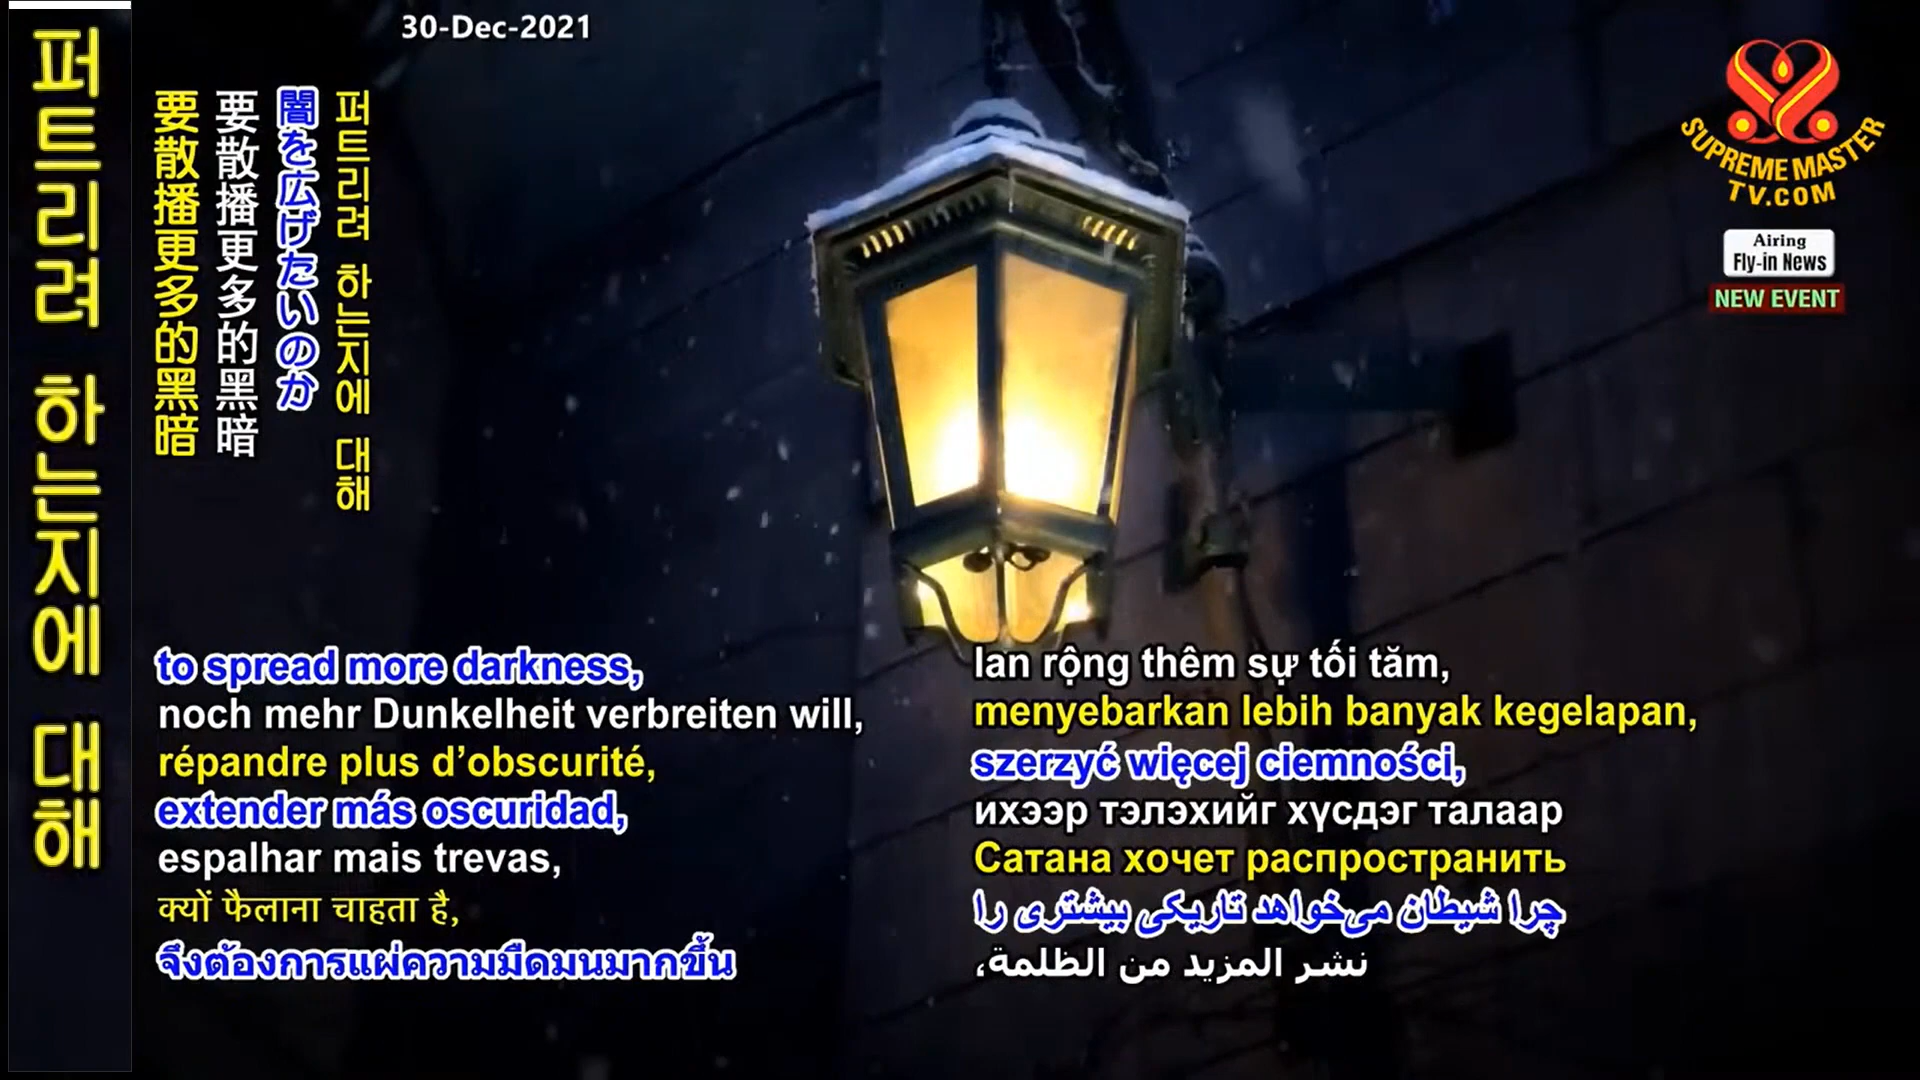 30-Dec-2021
퍼트리려 하는지에 대해
要散播更多的黑暗
要散播更多的黑暗
闇を広げたいのか
퍼트리려 하는지에 대해
SUPREME MASTER
TV.COM
Airing
Fly-in News
NEW EVENT
to spread more darkness,
noch mehr Dunkelheit verbreiten will,
répandre plus d’obscurité,
extender más oscuridad,
espalhar mais trevas,
क्यों फैलाना चाहता है,
จึงต้องการแผ่ความมืดมนมากขึ้น
lan rộng thêm sự tối tăm,
menyebarkan lebih banyak kegelapan,
szerzyć więcej ciemności,
ихээр тэлэхийг хүсдэг талаар
Сатана хочет распространить
چرا شیطان می‌خواهد تاریکی بیشتری را
نشر المزيد من الظلمة،